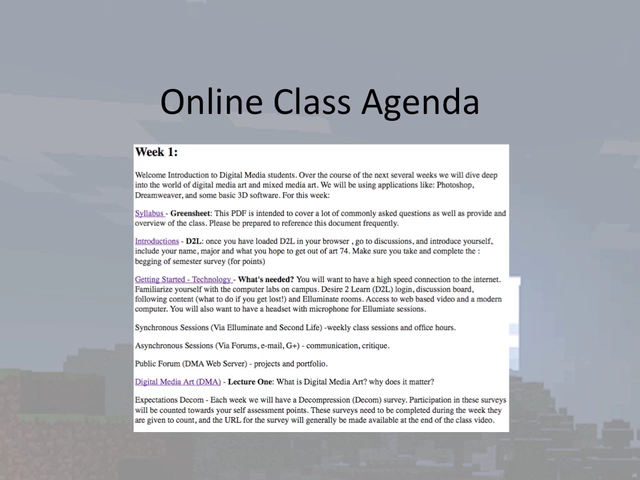 Online Class Agenda
Week 1:
Welcome Introduction to Digital Media students. Over the course of the next several weeks we will dive deep
into the world of digital media art and mixed media art. We will be using applications like: Photoshop,
Dreamweaver, and some basic 3D software. For this week:
Syllabus - Greensheet: This PDF is intended to cover a lot of commonly asked questions as well as provide and
overview of the class. Please be prepared to reference this document frequently.
Introductions - D2L: once you have loaded D2L in your browser , go to discussions, and introduce yourself,
include your name, major and what you hope to get out of art 74. Make sure you take and complete the :
begging of semester survey (for points)
Getting Started - Technology - What's needed? You will want to have a high speed connection to the internet.
Familiarize yourself with the computer labs on campus. Desire 2 Learn (D2L) login, discussion board,
following content (what to do if you get lost!) and Elluminate rooms. Access to web based video and a modern
computer. You will also want to have a headset with microphone for Ellumiate sessions.
Synchronous Sessions (Via Elluminate and Second Life) -weekly class sessions and office hours.
Asynchronous Sessions (Via Forums, e-mail, G+) - communication, critique.
Public Forum (DMA Web Server) - projects and portfolio.
Digital Media Art (DMA) - Lecture One: What is Digital Media Art? why does it matter?
Expectations Decom - Each week we will have a Decompression (Decom) survey. Participation in these surveys
will be counted towards your self assessment points. These surveys need to be completed during the week they
are given to count, and the URL for the survey will generally be made available at the end of the class video.